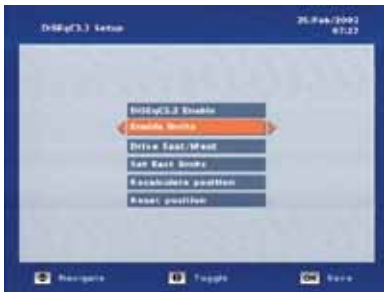 DiSEqC1.2 Setup
25.Feb/2002
07:27
DiSEqC1.2 Enable
Enable limits
Drive East/West
Set East limits
Recalculate position
Reset position
Navigate
Toggle
OK Save